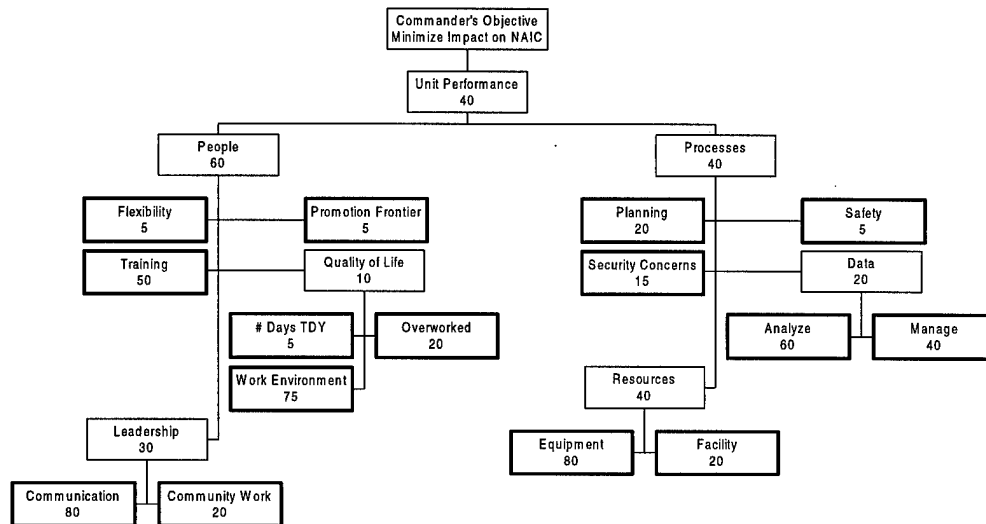 Commander's Objective
Minimize Impact on NAIC
Unit Performance
40
People
60
Processes
40
Flexibility
5
Promotion Frontier
5
Planning
20
Safety
5
Training
50
Quality of Life
10
Security Concerns
15
Data
20
# Days TDY
5
Overworked
20
Analyze
60
Manage
40
Work Environment
75
Resources
40
Leadership
30
Equipment
80
Facility
20
Communication
80
Community Work
20